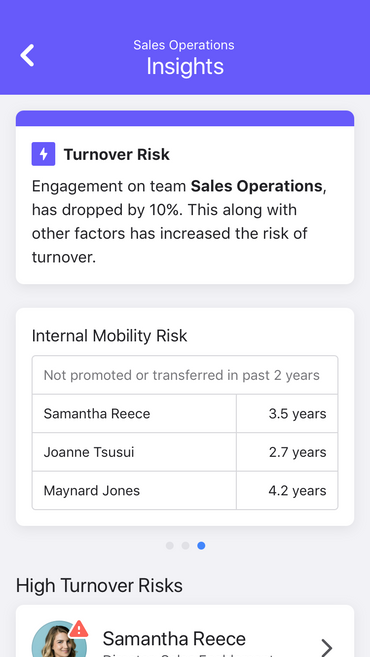 Sales Operations
Insights
Turnover Risk
Engagement on team Sales Operations,
has dropped by 10%. This along with
other factors has increased the risk of
turnover.
Internal Mobility Risk
Not promoted or transferred in past 2 years
Samantha Reece 3.5 years
Joanne Tsusui 2.7 years
Maynard Jones 4.2 years
High Turnover Risks
Samantha Reece